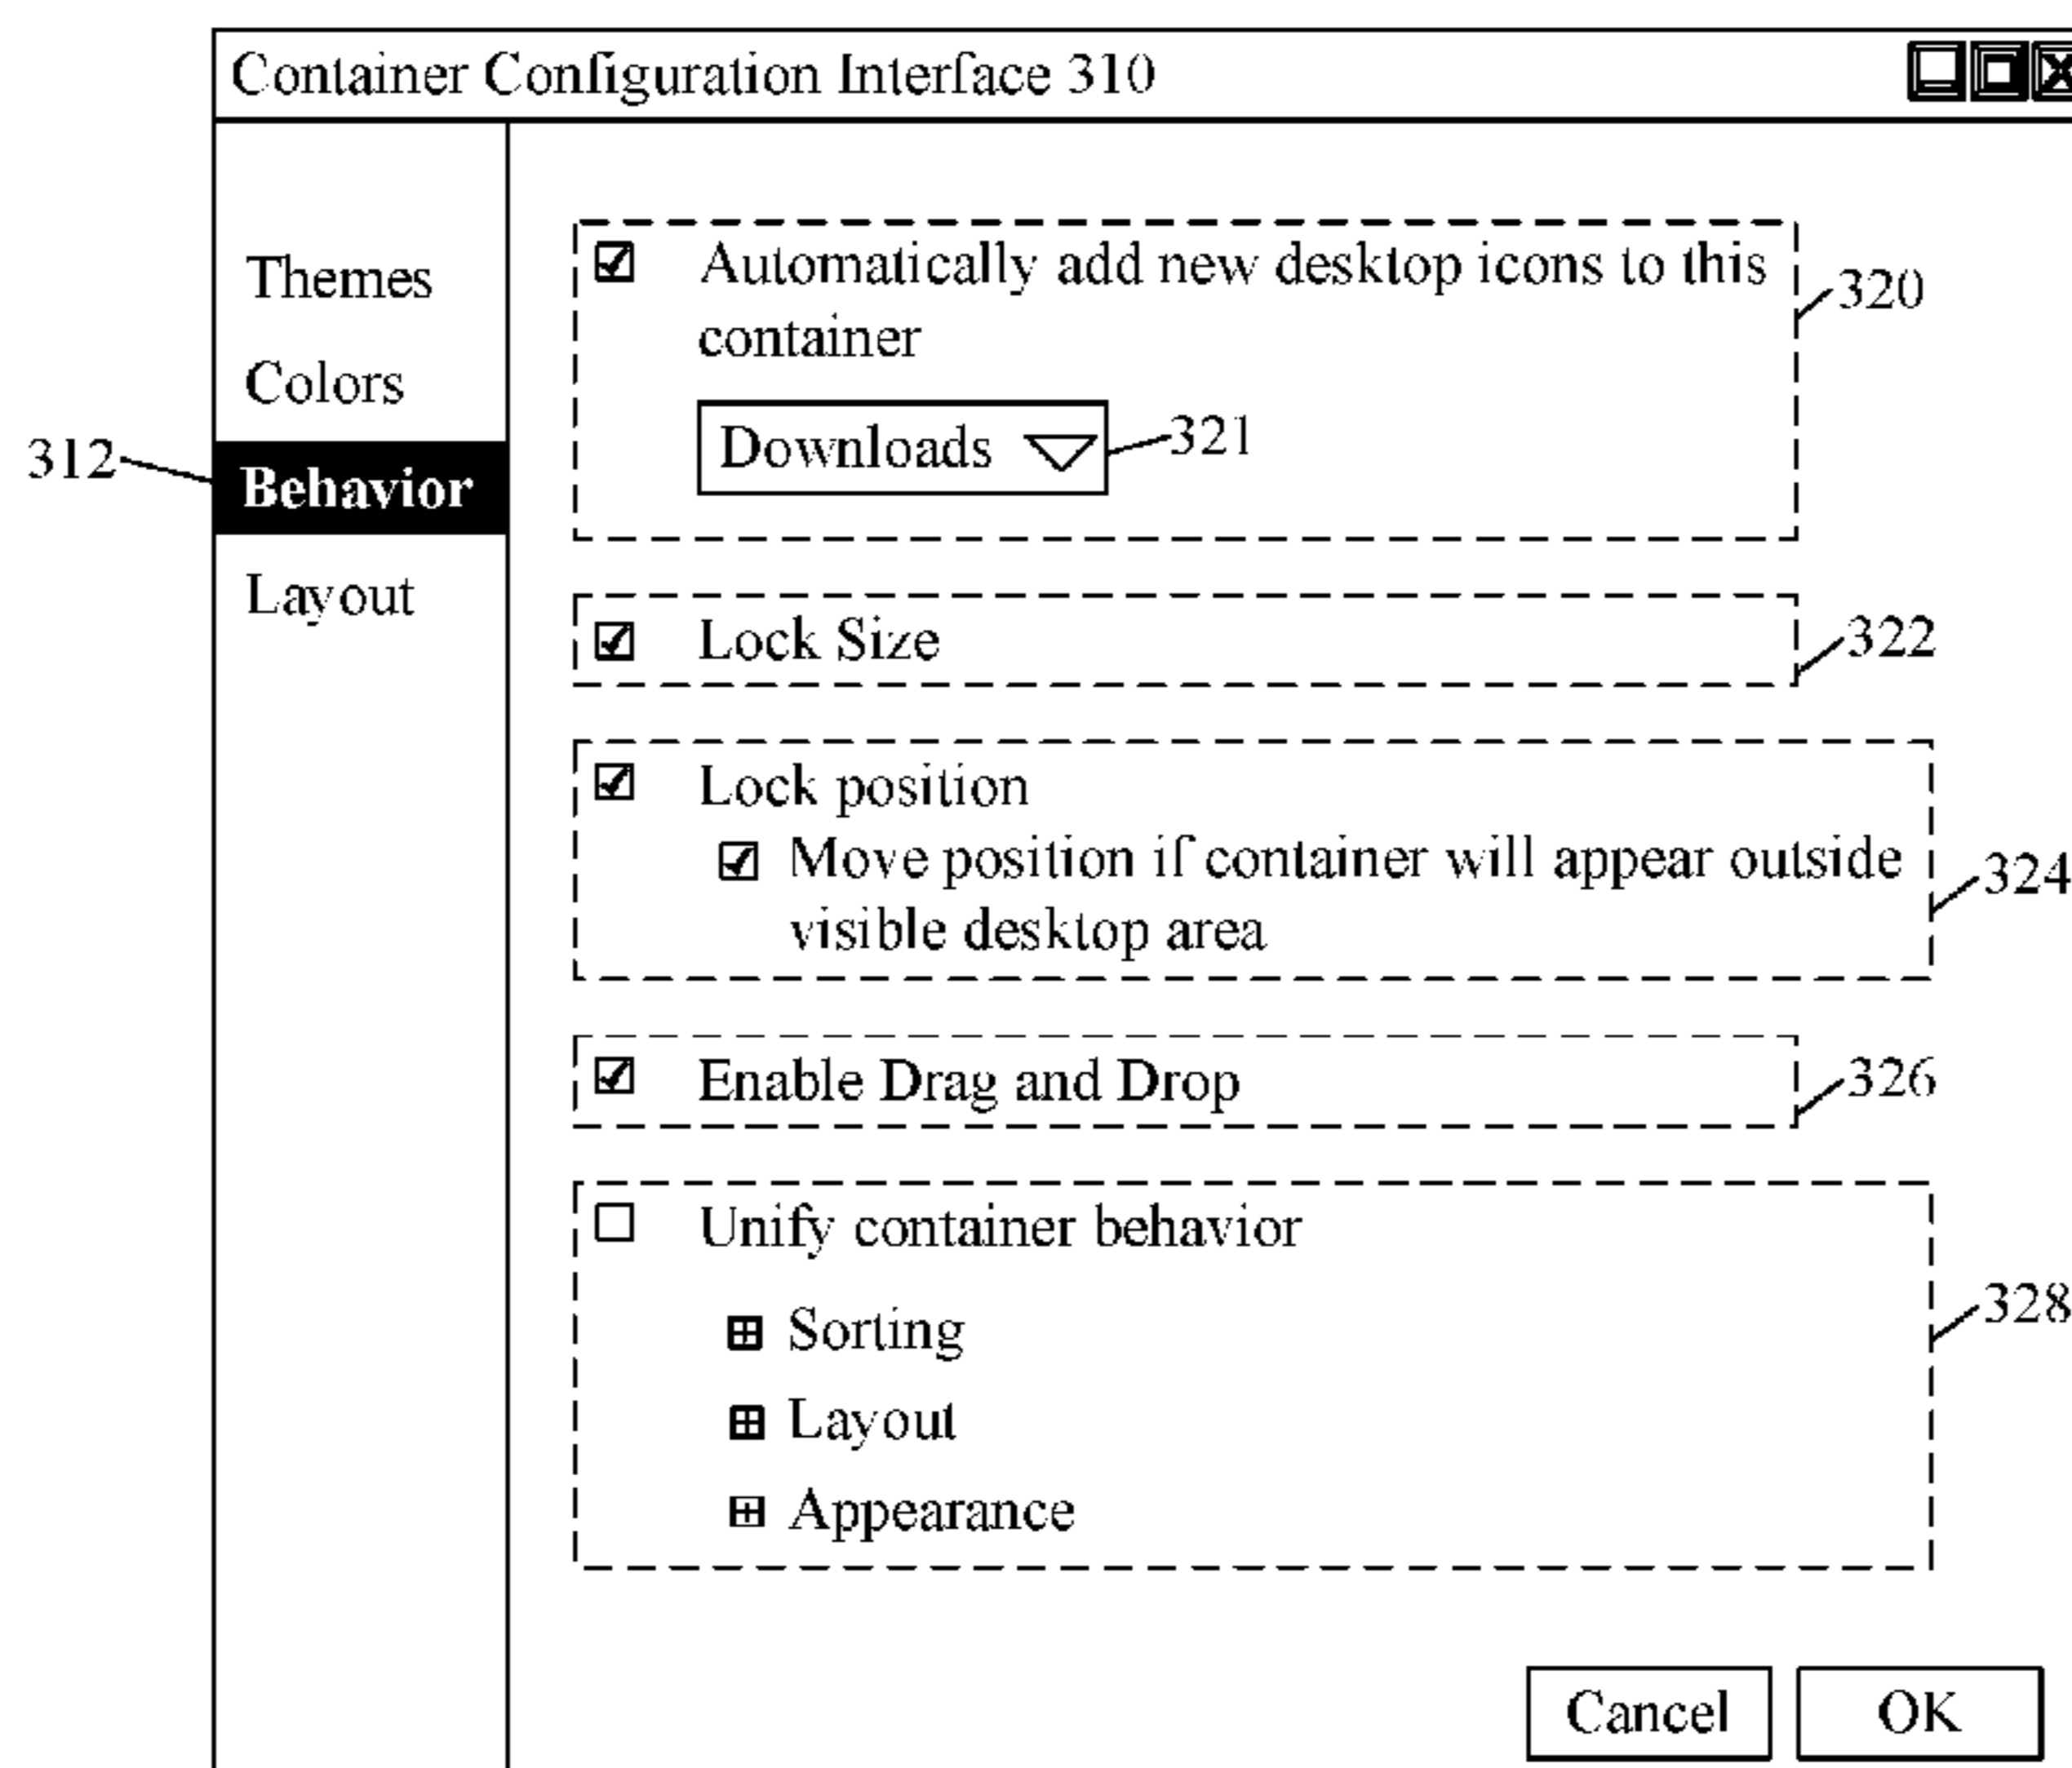 Container Configuration Interface 310
Themes
Colors
312
Behavior
Layout
Automatically add new desktop icons to this
container
320
Downloads
321
Lock Size
322
Lock position
Move position if container will appear outside
visible desktop area
324
Enable Drag and Drop
326
Unify container behavior
Sorting
Layout
Appearance
328
Cancel
OK